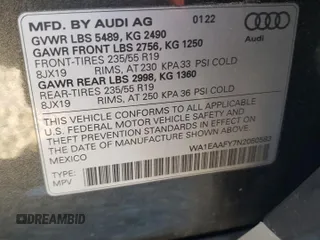 MFD. BY AUDI AG 01/22
GVWR LBS 5489, KG 2490
GAWR FRONT LBS 2756, KG 1250
FRONT-TIRES 235/55 R19
8JX19 RIMS, AT 230 KPA 33 PSI COLD
GAWR REAR LBS 2998, KG 1360
REAR-TIRES 235/55 R19
8JX19 RIMS, AT 250 KPA 36 PSI COLD
Audi
THIS VEHICLE CONFORMS TO ALL APPLICABLE
U.S. FEDERAL MOTOR VEHICLE SAFETY, BUMPER,
AND THEFT PREVENTION STANDARDS IN EFFECT ON
THE DATE OF MANUFACTURE SHOWN ABOVE.
MEXICO
TYPE:
MPV
DREAMBID